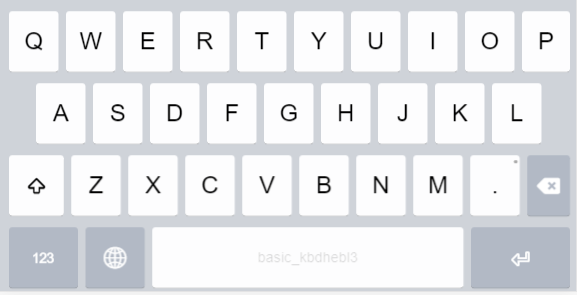 Q W E R T Y U I O P
A S D F G H J K L
Z X C V B N M .
123 basic_kbdhebl3